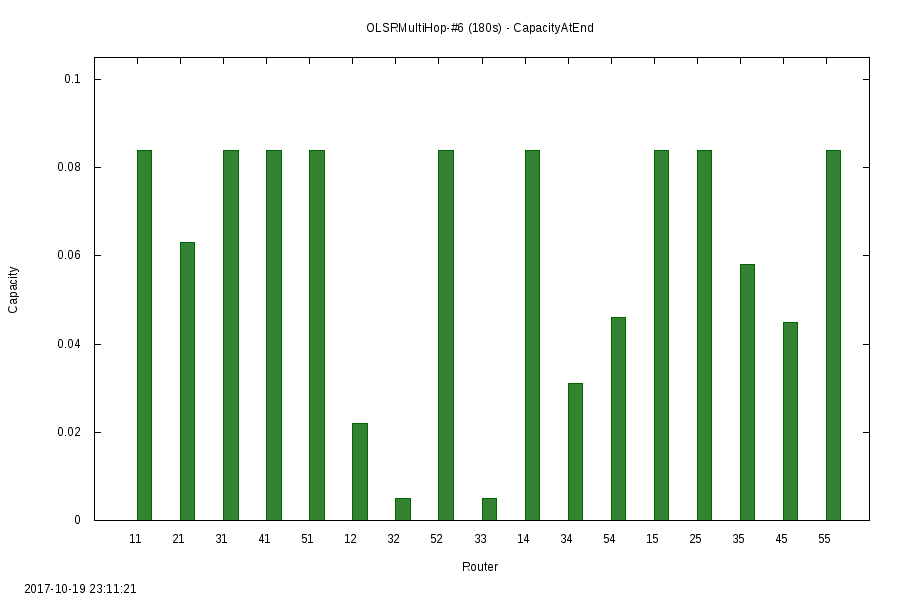 OLSRMultiHop-#6 (180s) - CapacityAtEnd
0.1
0.08
0.06
0.04
0.02
0
Capacity
11 21 31 41 51 12 32 52 33 14 34 54 15 25 35 45 55
Router
2017-10-19 23:11:21